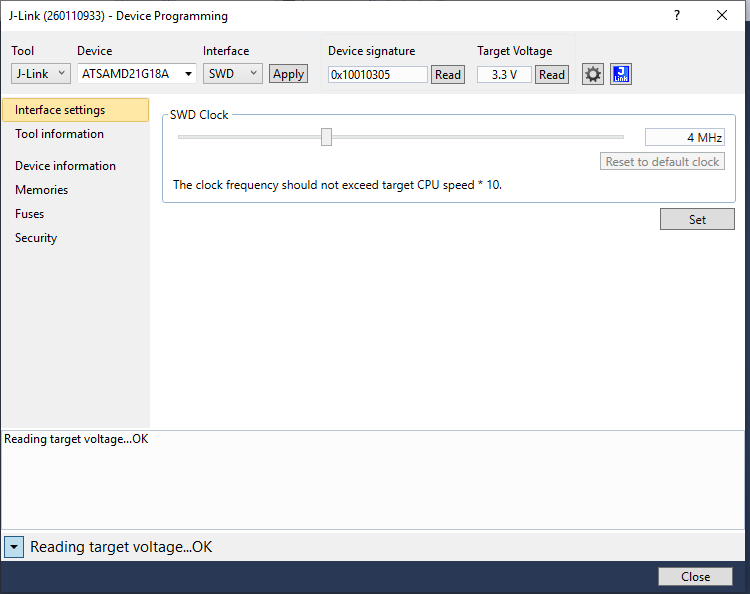 J-Link (260110933) - Device Programming
?
Tool
Device
Interface
Device signature
Target Voltage
J-Link
ATSAMD21G18A
SWD
Apply
0x10010305
Read
3.3 V
Read
J
Link
Interface settings
Tool information
Device information
Memories
Fuses
Security
SWD Clock
4 MHz
Reset to default clock
The clock frequency should not exceed target CPU speed * 10.
Set
Reading target voltage...OK
Reading target voltage...OK
Close